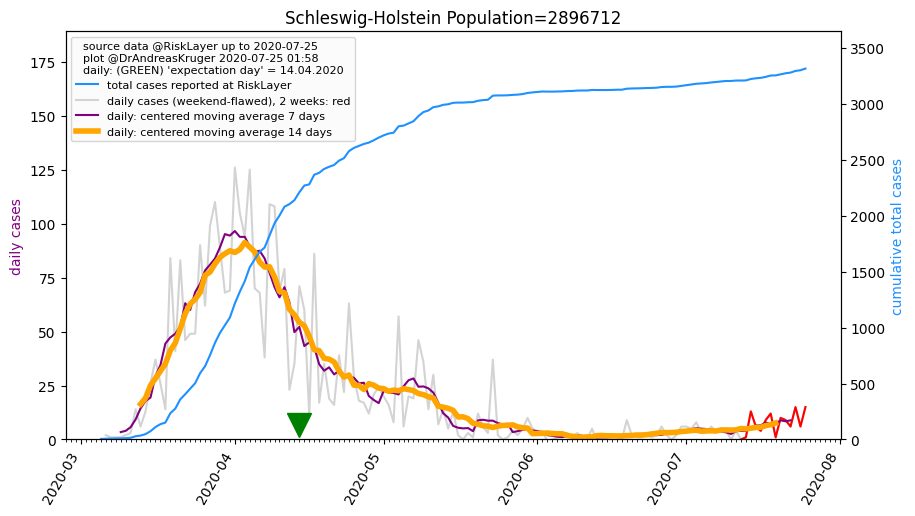 Schleswig-Holstein Population=2896712
source data @RiskLayer up to 2020-07-25
plot @DrAndreasKruger 2020-07-25 01:58
daily: (GREEN) 'expectation day' = 14.04.2020
total cases reported at RiskLayer
daily cases (weekend-flawed), 2 weeks: red
daily: centered moving average 7 days
daily: centered moving average 14 days
daily cases
175
150
125
100
75
50
25
0
cumulative total cases
3500
3000
2500
2000
1500
1000
500
0
2020-03
2020-04
2020-05
2020-06
2020-07
2020-08